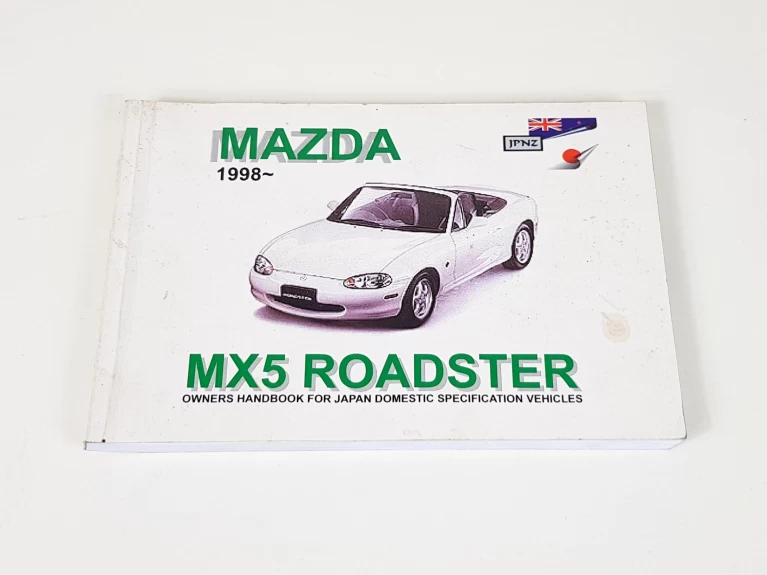 MAZDA
1998~
JPNZ
ROADSTER
MX5 ROADSTER
OWNERS HANDBOOK FOR JAPAN DOMESTIC SPECIFICATION VEHICLES